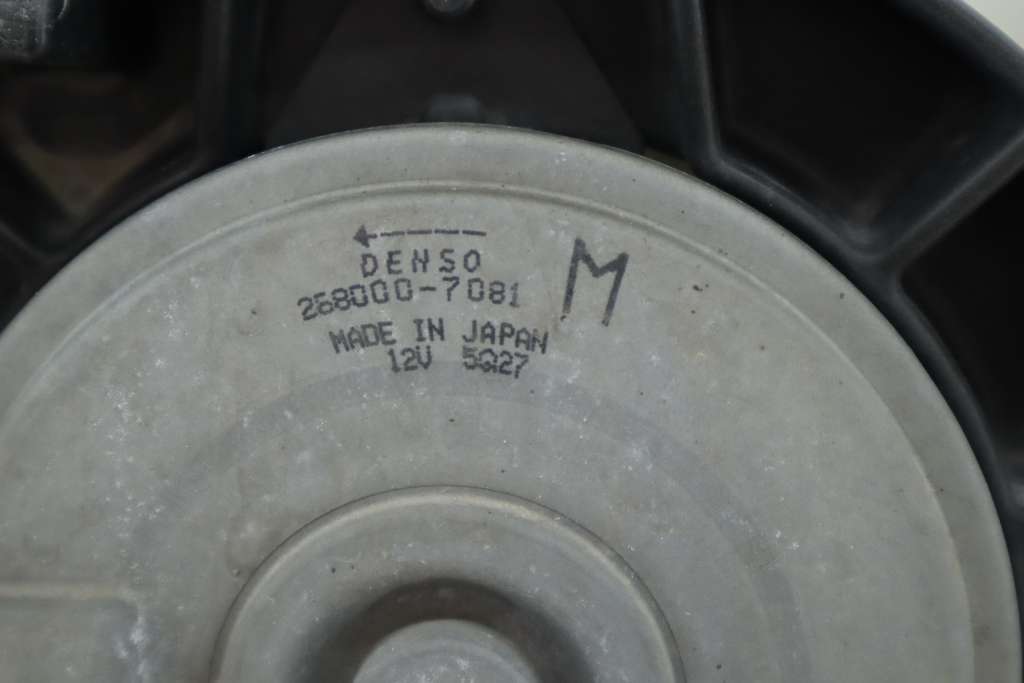 DENSO
268000-7081
M
MADE IN JAPAN
12V 5Q27